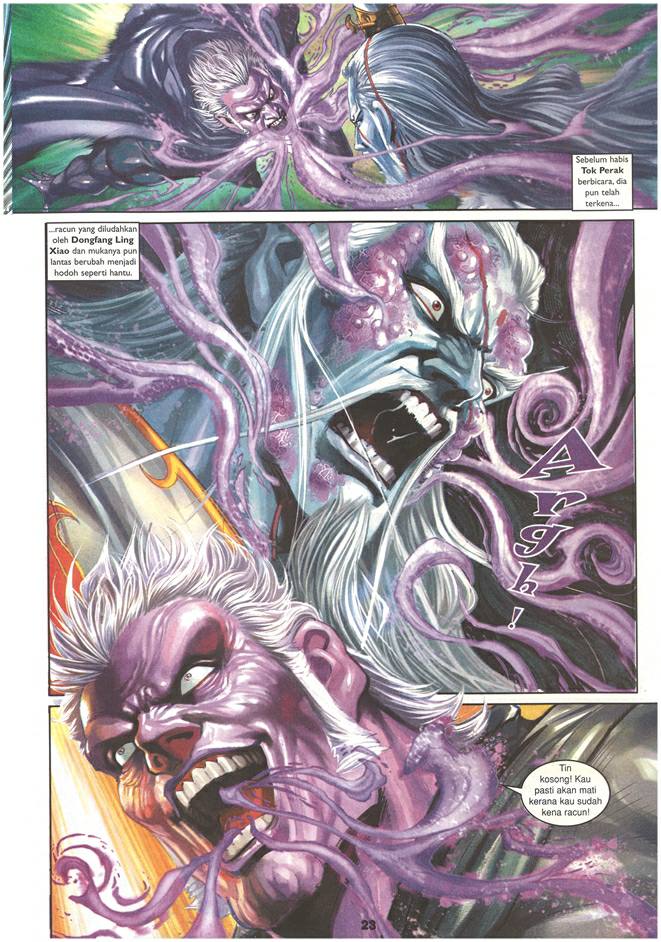 Sebelum habis
Tok Perak
berbicara, dia
pun telah
terkena...
...racun yang diludahkan
oleh Dongfang Ling
Xiao dan mukanya pun
lantas berubah menjadi
hodoh seperti hantu.
Argh!
Tin
kosong! Kau
pasti akan mati
kerana kau sudah
kena racun!
23